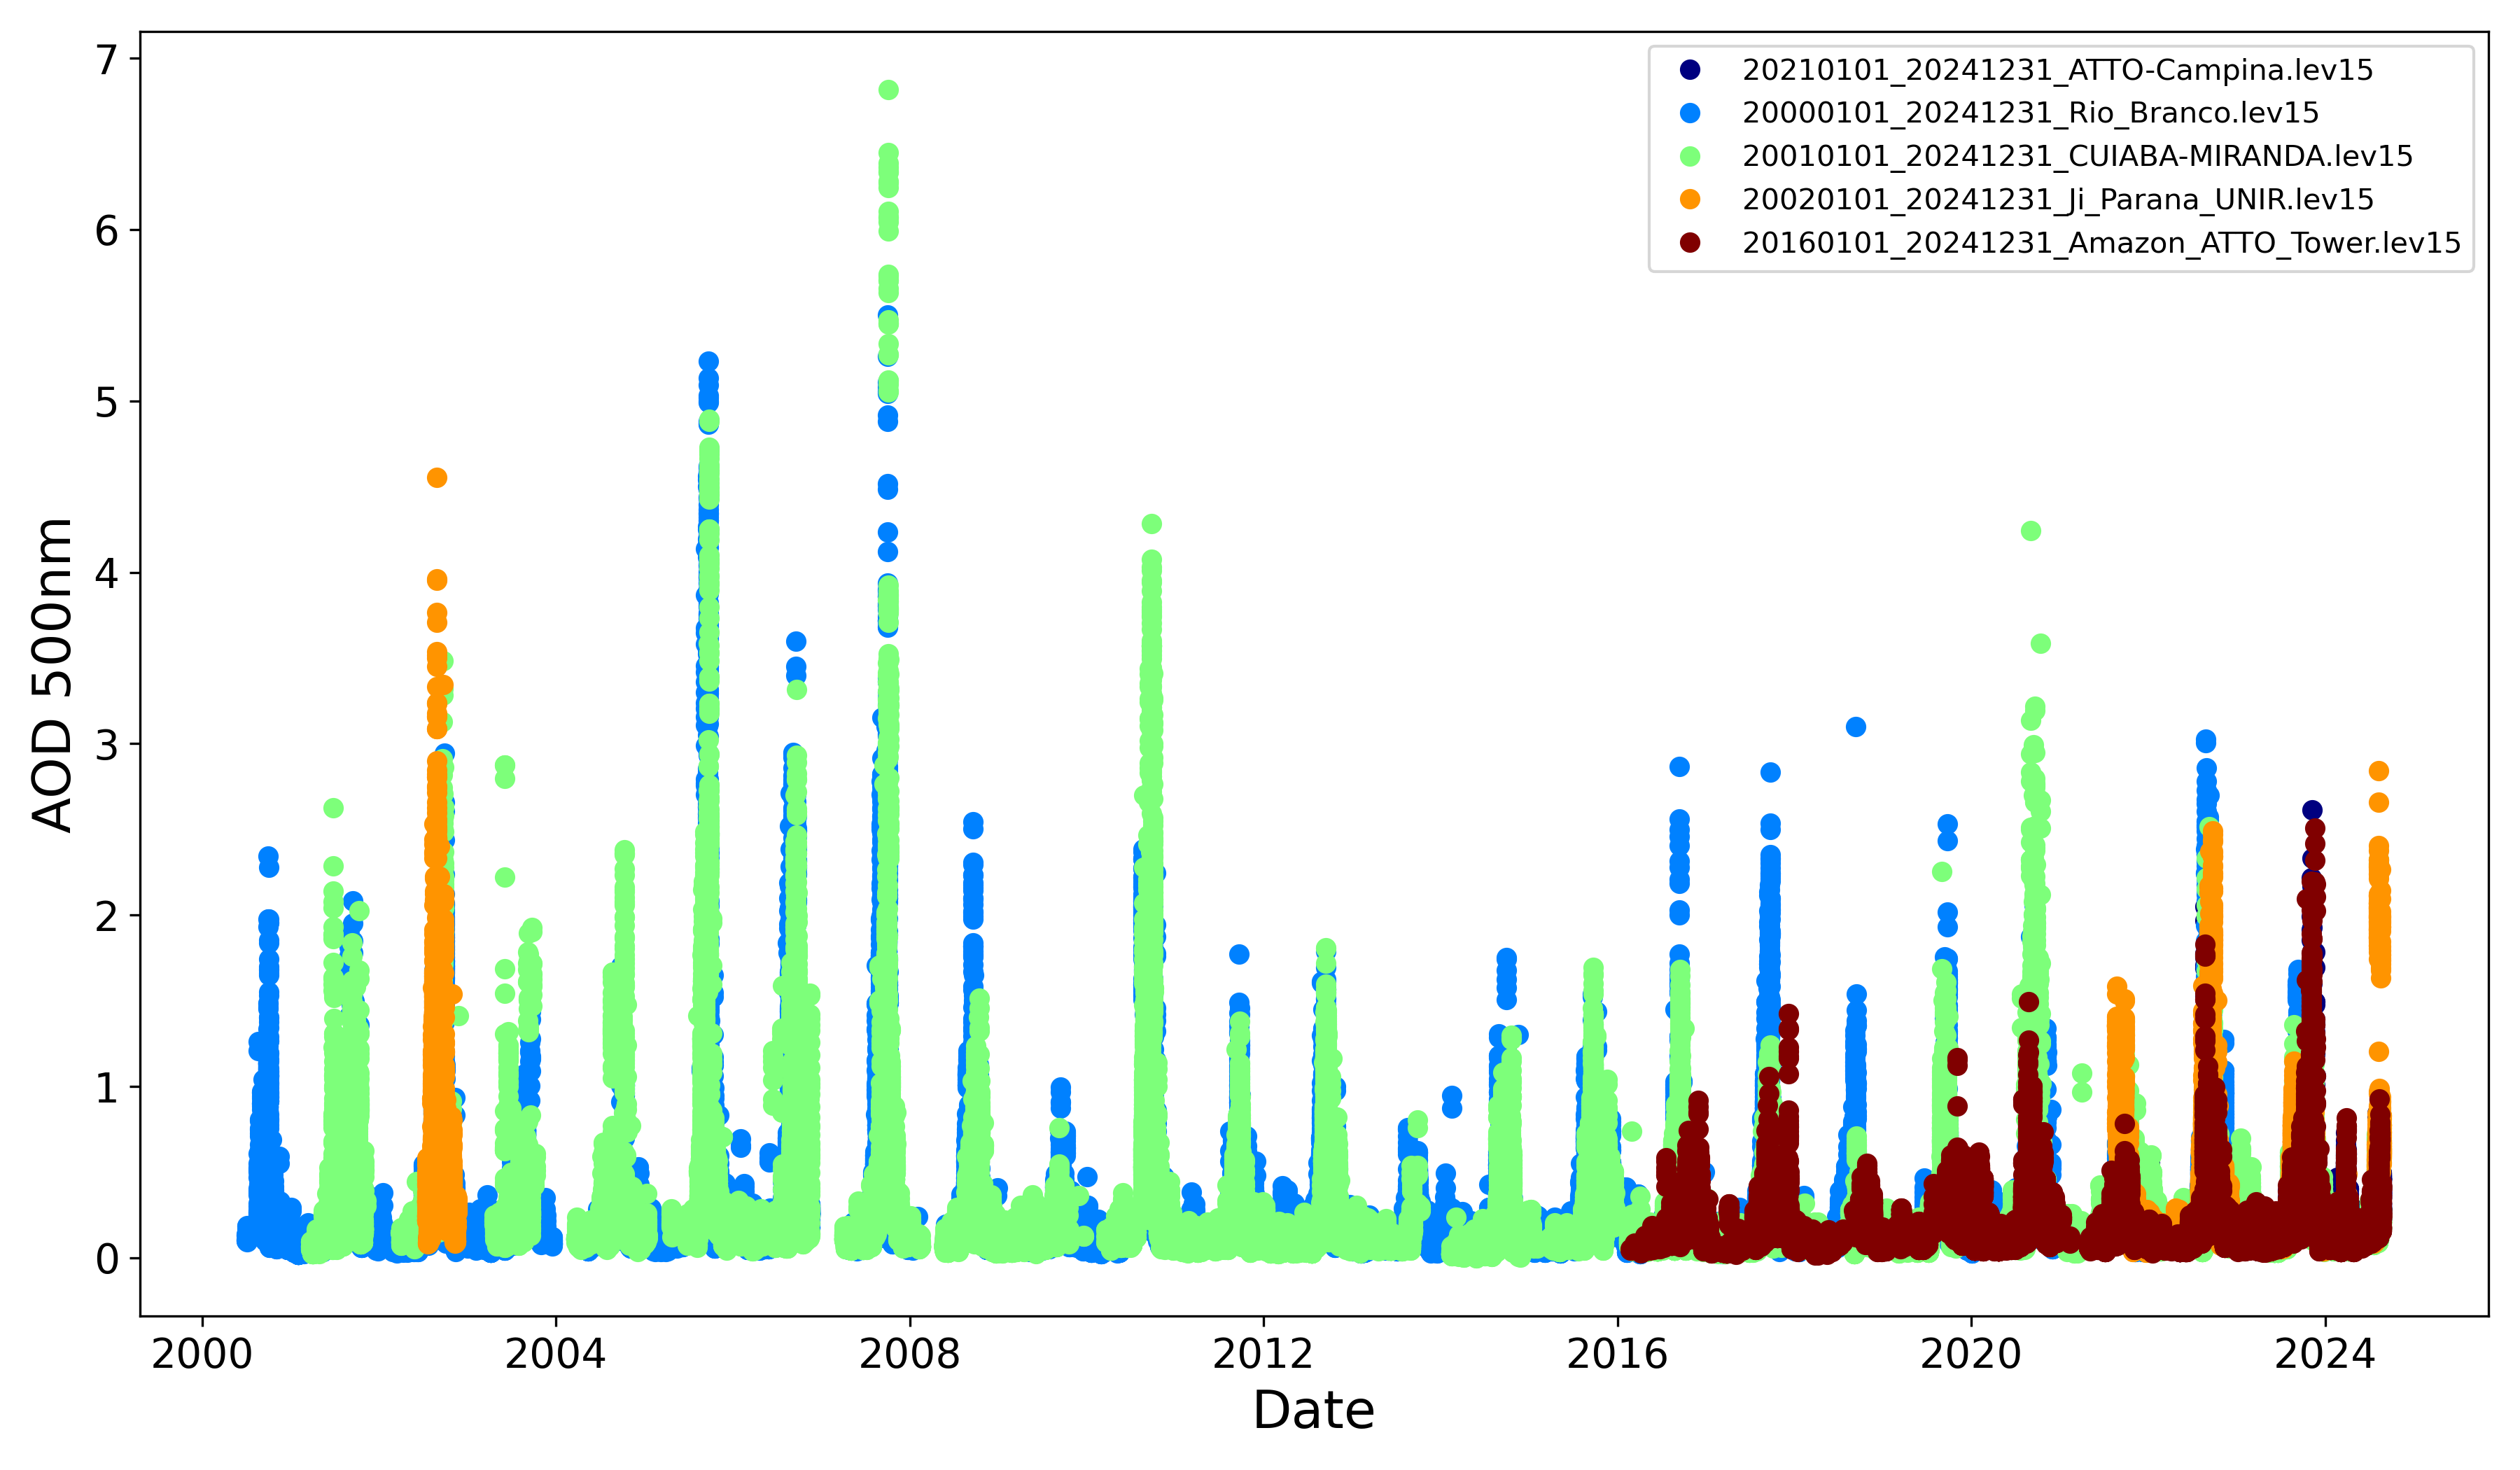 20210101_20241231_ATTO-Campina.lev15
20000101_20241231_Rio_Branco.lev15
20010101_20241231_CUIABA-MIRANDA.lev15
20020101_20241231_Ji_Parana_UNIR.lev15
20160101_20241231_Amazon_ATTO_Tower.lev15
7
6
5
4
3
2
1
0
AOD 500nm
2000 2004 2008 2012 2016 2020 2024
Date